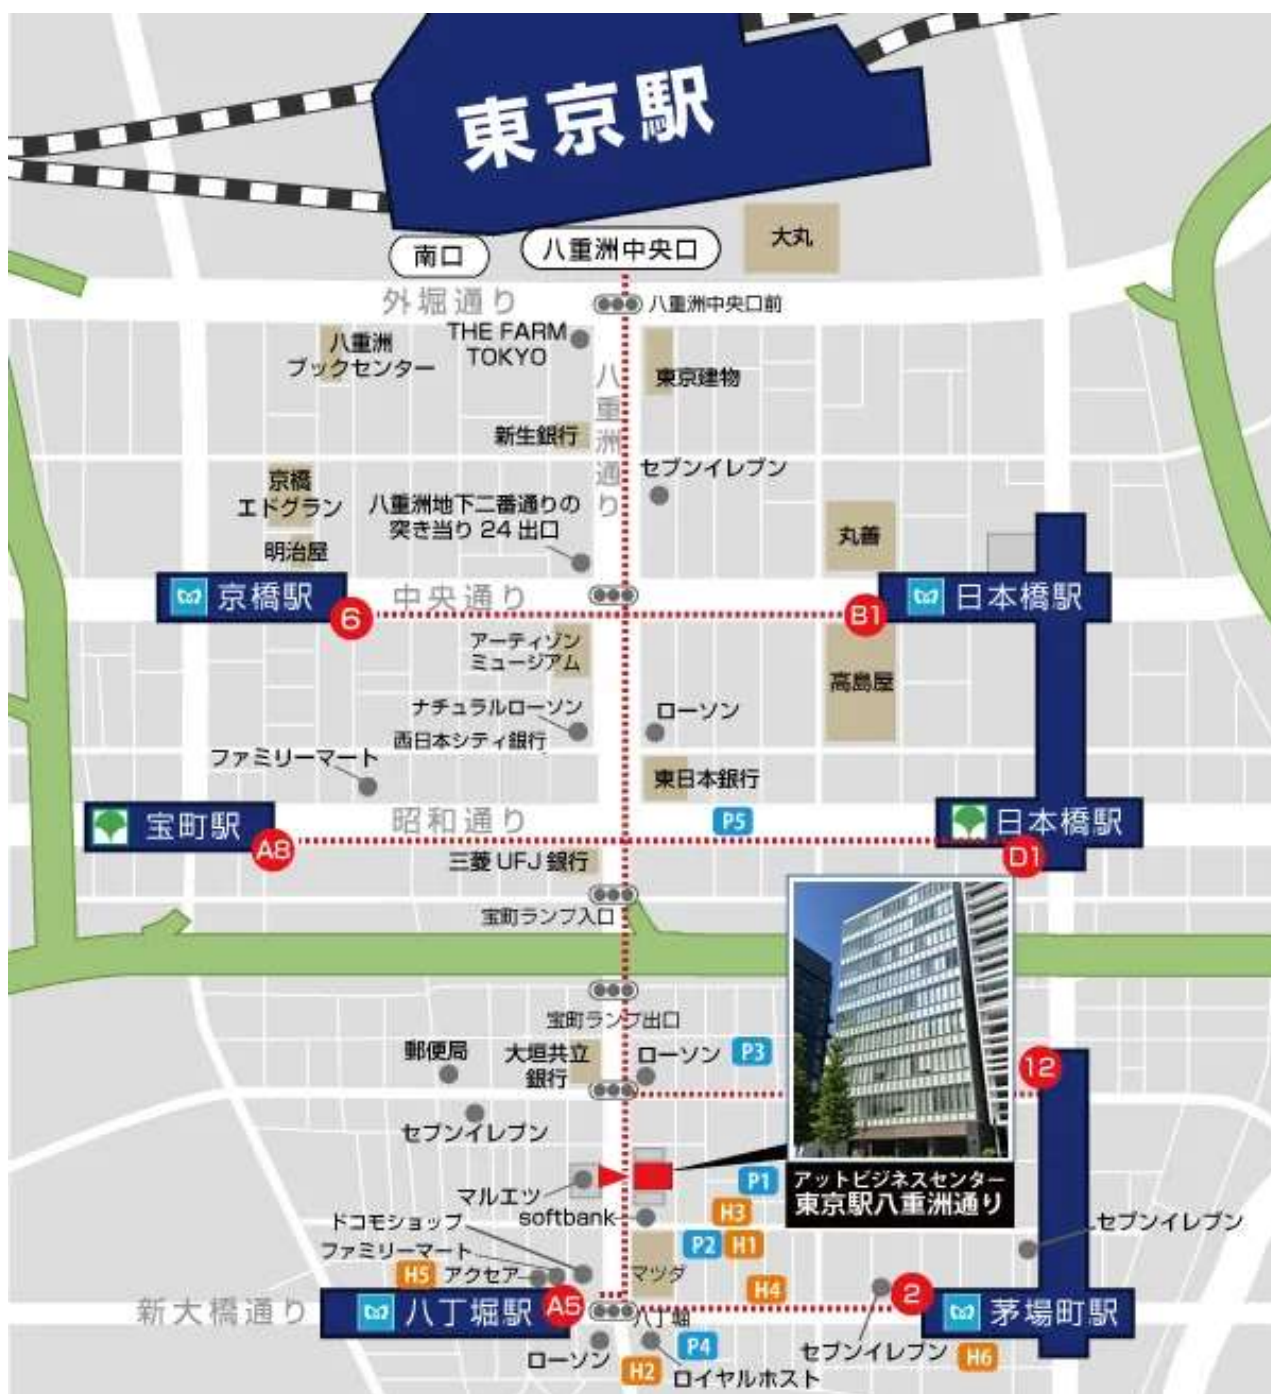 東京駅
大丸
南口
八重洲中央口
外堀通り
八重洲中央口前
THE FARM
TOKYO
八重洲
ブックセンター
八重洲通り
東京建物
新生銀行
セブンイレブン
京橋
エドグラン
八重洲地下二番通りの
突き当り 24 出口
丸善
明治屋
京橋駅
6
中央通り
B1
日本橋駅
アーティゾン
ミュージアム
高島屋
ナチュラルローソン
ローソン
西日本シティ銀行
ファミリーマート
東日本銀行
宝町駅
A8
昭和通り
P5
日本橋駅
D1
三菱 UFJ 銀行
宝町ランプ入口
宝町ランプ出口
郵便局
大垣共立
銀行
ローソン
P3
12
セブンイレブン
マルエツ
P1
アットビジネスセンター
東京駅八重洲通り
softbank
H3
ドコモショップ
セブンイレブン
ファミリーマート
P2
H1
H5
アクセア
マツダ
H4
新大橋通り
八丁堀駅
A5
八丁堀
2
茅場町駅
ローソン
P4
セブンイレブン
H6
H2
ロイヤルホスト